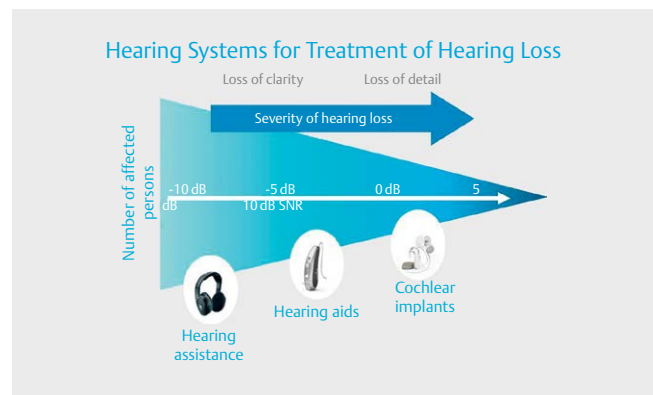 Hearing Systems for Treatment of Hearing Loss
Loss of clarity Loss of detail
Severity of hearing loss
Number of affected
persons
-10 dB -5 dB 0 dB 5
dB 10 dB SNR
Cochlear
implants
Hearing aids
Hearing
assistance